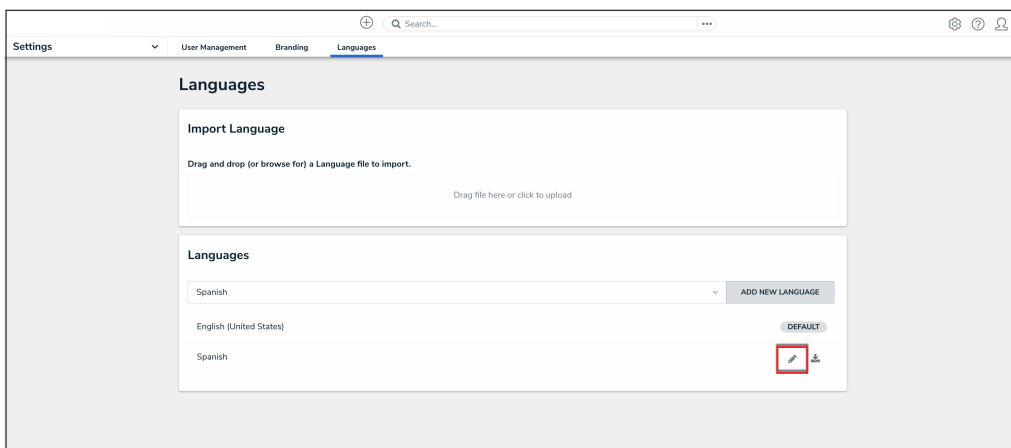 Search...
Settings User Management Branding Languages
Languages
Import Language
Drag and drop (or browse for) a Language file to import.
Drag file here or click to upload
Languages
Spanish ADD NEW LANGUAGE
English (United States) DEFAULT
Spanish